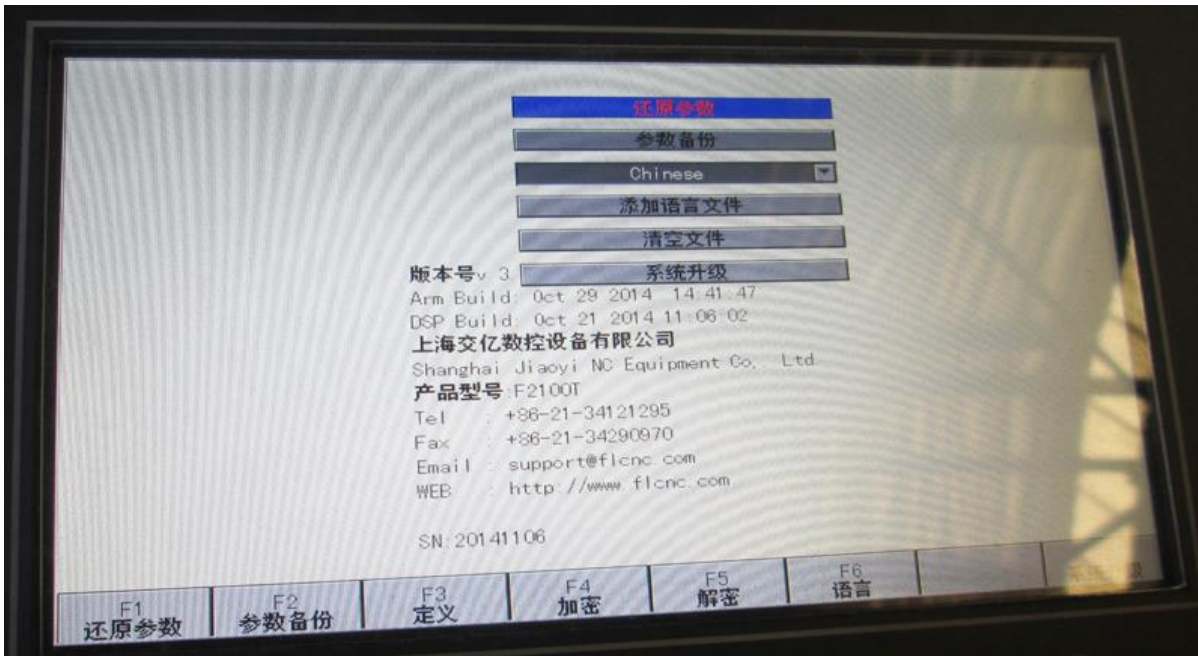 还原参数
参数备份
Chinese
添加语言文件
清空文件
系统升级
版本号v 3
Arm Build: Oct 29 2014 14:41:47
DSP Build: Oct 21 2014 11:06:02
上海交亿数控设备有限公司
Shanghai Jiaoyi NC Equipment Co,. Ltd
产品型号:F2100T
Tel : +86-21-34121295
Fax : +86-21-34290970
Email : support@flcnc.com
WEB : http://www.flcnc.com
SN:20141106
F1 F2 F3 F4 F5 F6
还原参数 参数备份 定义 加密 解密 语言